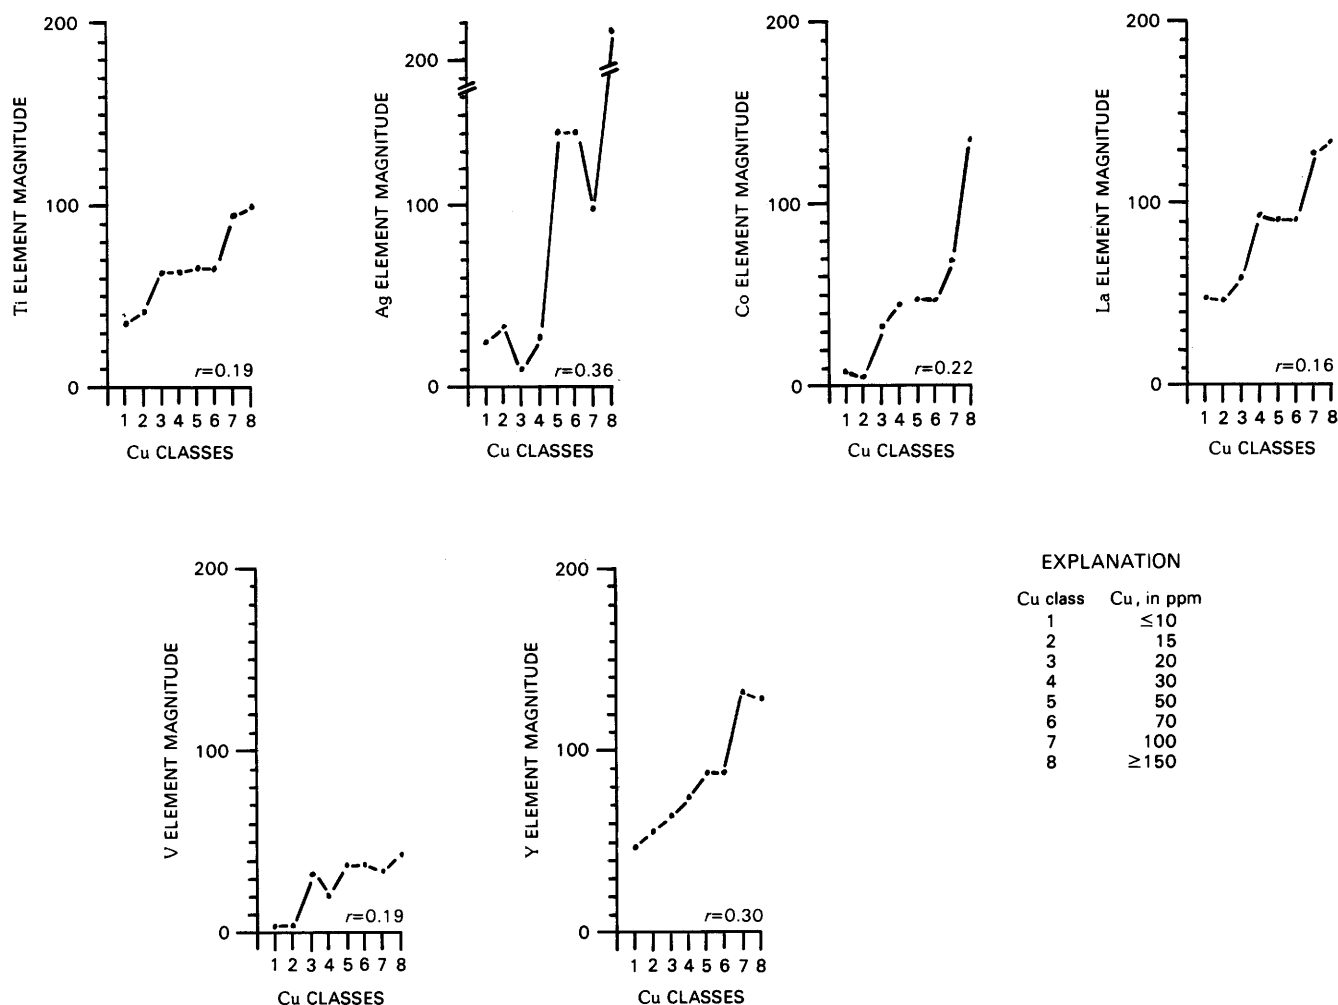 Ti ELEMENT MAGNITUDE
200
100
0
r=0.19
1 2 3 4 5 6 7 8
Cu CLASSES
Ag ELEMENT MAGNITUDE
200
100
0
r=0.36
1 2 3 4 5 6 7 8
Cu CLASSES
Co ELEMENT MAGNITUDE
200
100
0
r=0.22
1 2 3 4 5 6 7 8
Cu CLASSES
La ELEMENT MAGNITUDE
200
100
0
r=0.16
1 2 3 4 5 6 7 8
Cu CLASSES
V ELEMENT MAGNITUDE
200
100
0
r=0.19
1 2 3 4 5 6 7 8
Cu CLASSES
Y ELEMENT MAGNITUDE
200
100
0
r=0.30
1 2 3 4 5 6 7 8
Cu CLASSES
EXPLANATION
Cu class Cu, in ppm
1 ≤10
2 15
3 20
4 30
5 50
6 70
7 100
8 ≥150